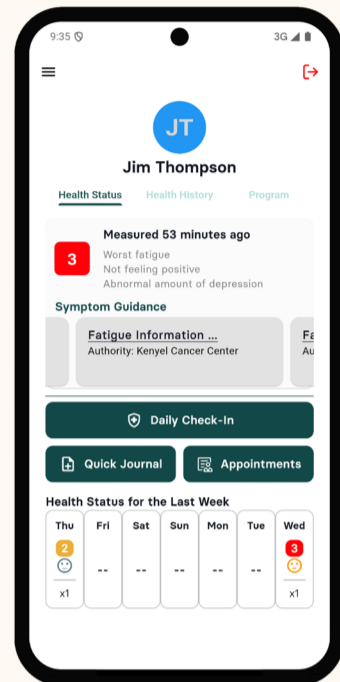 9:35
3G
JT
Jim Thompson
Health Status Health History Program
Measured 53 minutes ago
3
Worst fatigue
Not feeling positive
Abnormal amount of depression
Symptom Guidance
Fatigue Information ...
Authority: Kenyel Cancer Center
Fa
Au
Daily Check-In
Quick Journal
Appointments
Health Status for the Last Week
Thu Fri Sat Sun Mon Tue Wed
2 3
-- -- -- -- --
x1 x1